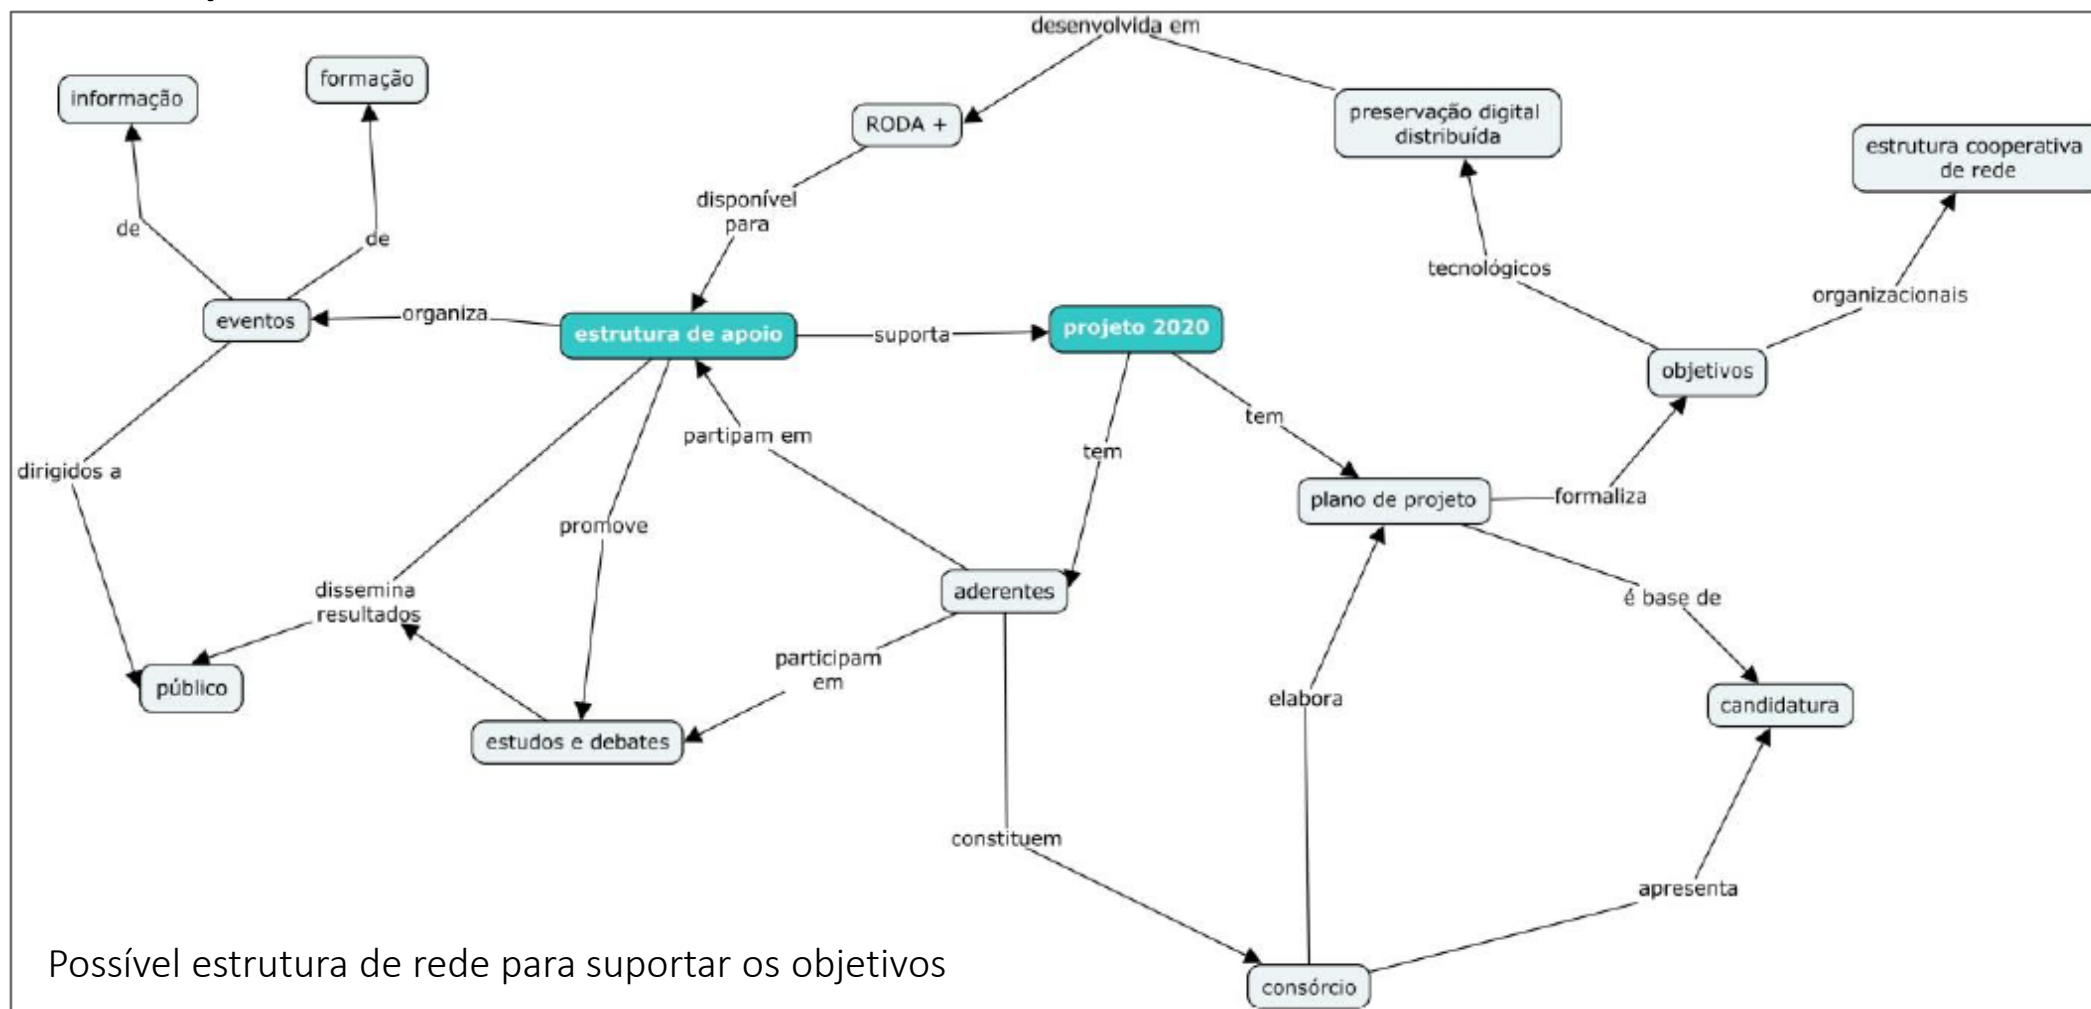 desenvolvida em
formação
informação
RODA +
preservação digital
distribuída
estrutura cooperativa
de rede
disponível
para
de
de
tecnológicos
organizacionais
eventos
organiza
estrutura de apoio
suporta
projeto 2020
objetivos
partipam em
tem
tem
dirigidos a
plano de projeto
formaliza
promove
dissemina
resultados
aderentes
é base de
participam
em
público
estudos e debates
elabora
candidatura
constituem
apresenta
Possível estrutura de rede para suportar os objetivos
consórcio